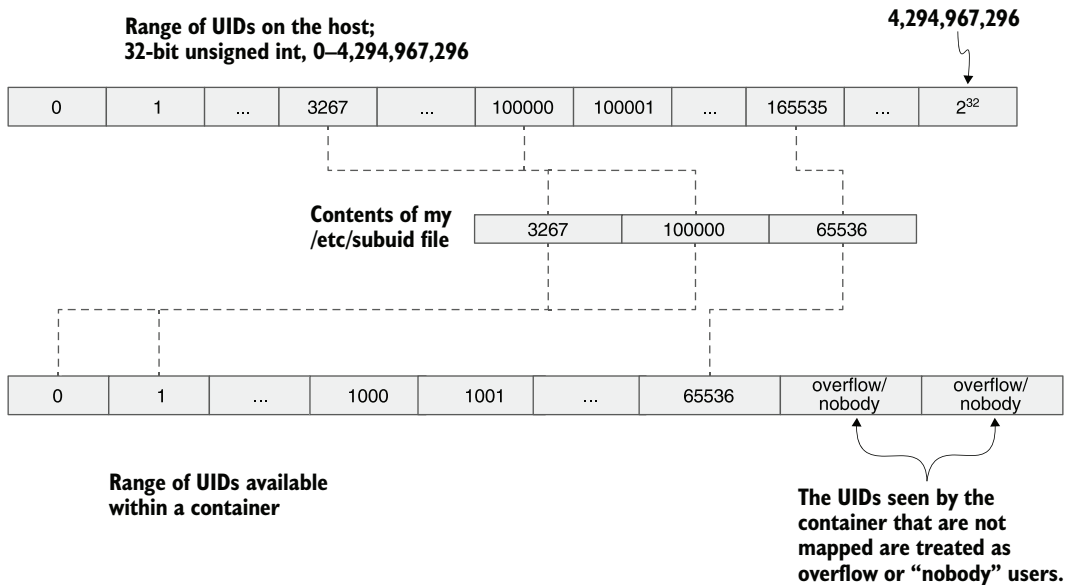 Range of UIDs on the host;
32-bit unsigned int, 0–4,294,967,296
4,294,967,296
0 1 ... 3267 ... 100000 100001 ... 165535 ... 2³²
Contents of my
/etc/subuid file
3267 100000 65536
0 1 ... 1000 1001 ... 65536 overflow/ overflow/
nobody nobody
Range of UIDs available
within a container
The UIDs seen by the
container that are not
mapped are treated as
overflow or “nobody” users.